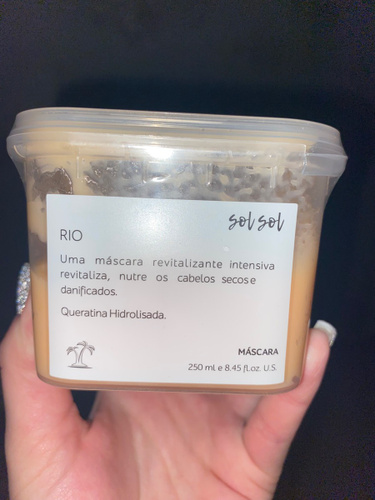 sol sol
RIO
Uma máscara revitalizante intensiva
revitaliza, nutre os cabelos secos e
danificados.
Queratina Hidrolisada.
MÁSCARA
250 mL e 8.45 fl.oz. U.S.